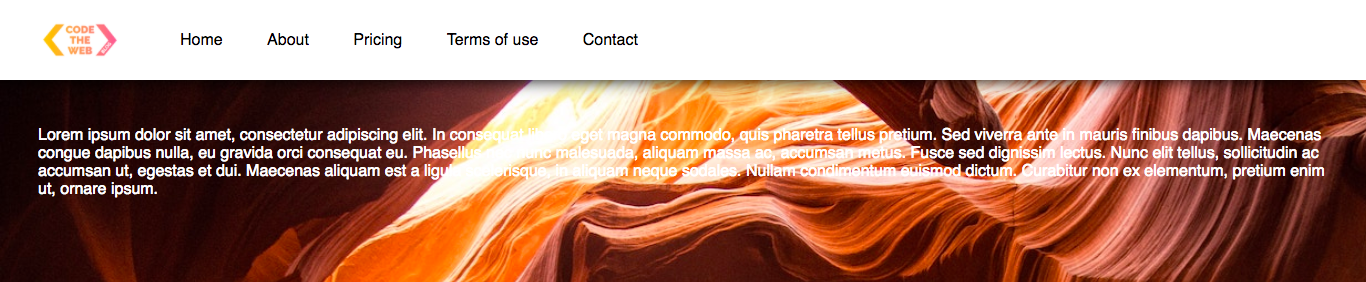 CODE
THE
WEB
BLOG
Home About Pricing Terms of use Contact
Lorem ipsum dolor sit amet, consectetur adipiscing elit. In consequat libero eget magna commodo, quis pharetra tellus pretium. Sed viverra ante in mauris finibus dapibus. Maecenas
congue dapibus nulla, eu gravida orci consequat eu. Phasellus nunc malesuada, aliquam massa ac, accumsan metus. Fusce sed dignissim lectus. Nunc elit tellus, sollicitudin ac
accumsan ut, egestas et dui. Maecenas aliquam est a ligula scelerisque, in aliquam neque sodales. Nullam condimentum euismod dictum. Curabitur non ex elementum, pretium enim
ut, ornare ipsum.